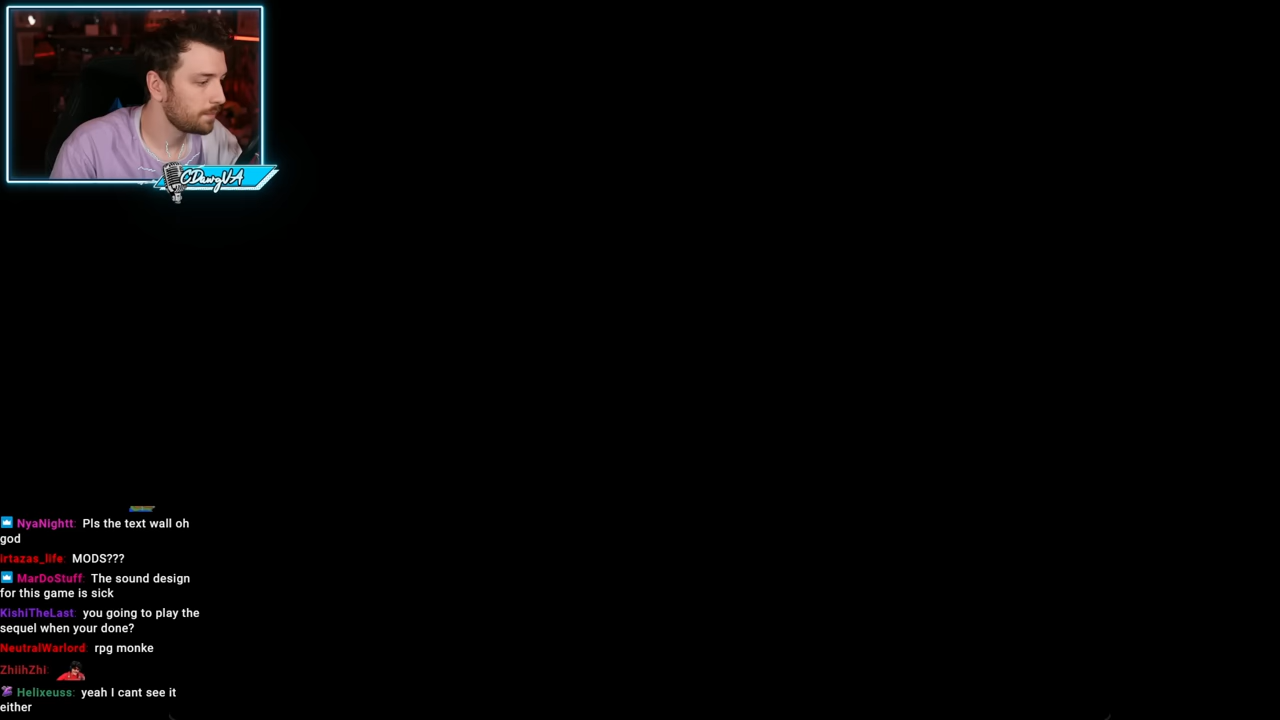 CDawgVA
NyaNightt: Pls the text wall oh
god
irtazas_life: MODS???
MarDoStuff: The sound design
for this game is sick
KishiTheLast: you going to play the
sequel when your done?
NeutralWarlord: rpg monke
ZhiihZhi:
Helixeuss: yeah I cant see it
either